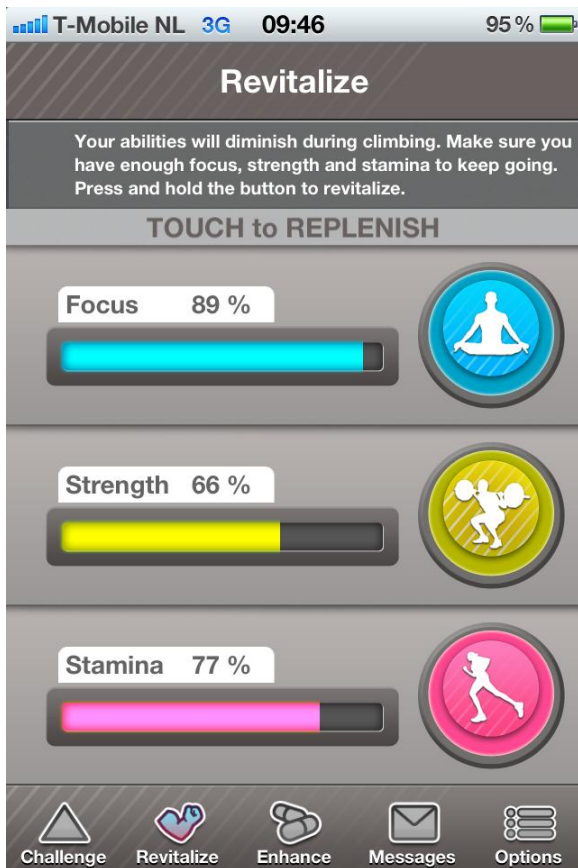 T-Mobile NL 3G 09:46 95 %
Revitalize
Your abilities will diminish during climbing. Make sure you
have enough focus, strength and stamina to keep going.
Press and hold the button to revitalize.
TOUCH to REPLENISH
Focus 89 %
Strength 66 %
Stamina 77 %
Challenge Revitalize Enhance Messages Options